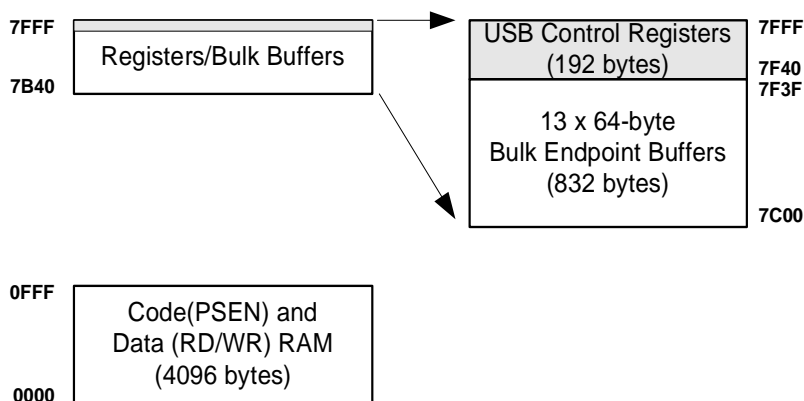 7FFF
Registers/Bulk Buffers
7B40
USB Control Registers
(192 bytes)
7FFF
7F40
7F3F
13 x 64-byte
Bulk Endpoint Buffers
(832 bytes)
7C00
0FFF
Code(PSEN) and
Data (RD/WR) RAM
(4096 bytes)
0000